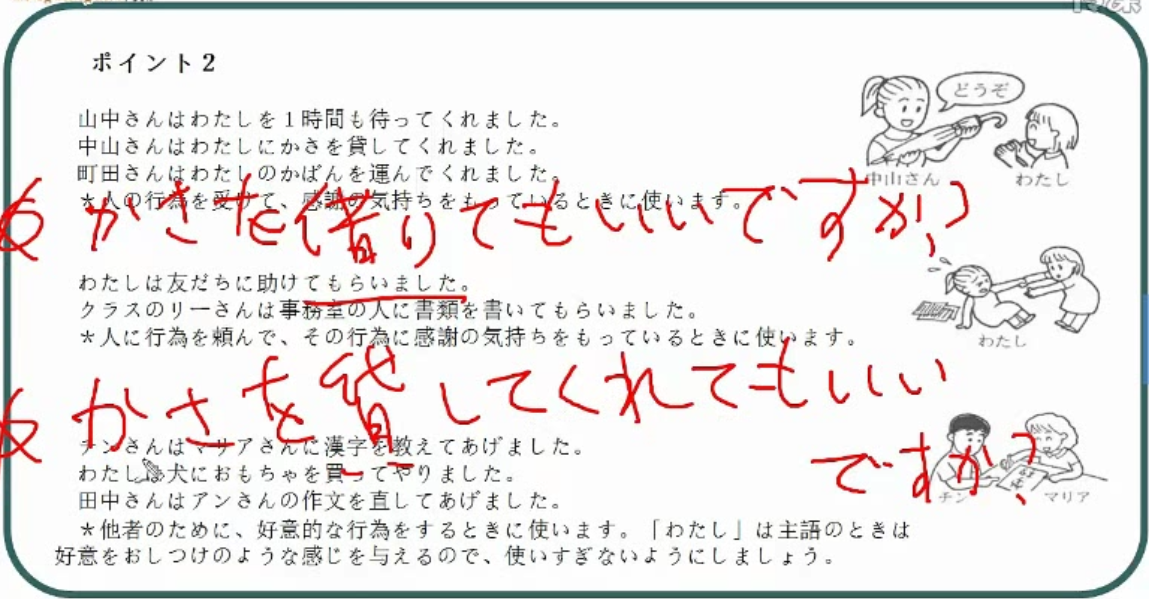 ポイント２
山中さんはわたしを１時間も待ってくれました。
中山さんはわたしにかさを貸してくれました。
町田さんはわたしのかばんを運んでくれました。
＊人の行為を受けて、感謝の気持ちをもっているときに使います。
どうぞ
中山さん わたし
かさを借りてもいいですか？
わたしは友だちに助けてもらいました。
クラスのリーさんは事務室の人に書類を書いてもらいました。
＊人に行為を頼んで、その行為に感謝の気持ちをもっているときに使います。
わたし
かさを貸してくれてもいい
ですか？
チンさんはマリアさんに漢字を教えてあげました。
わたしは犬におもちゃを買ってやりました。
田中さんはアンさんの作文を直してあげました。
チン マリア
＊他者のために、好意的な行為をするときに使います。「わたし」は主語のときは
好意をおしつけのような感じを与えるので、使いすぎないようにしましょう。